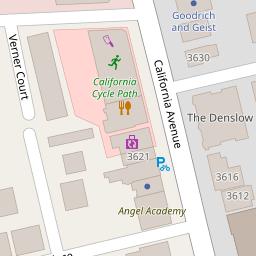 Goodrich
and Geist
Verner Court
California Avenue
3630
California
Cycle Path
The Denslow
3621
3616
3612
Angel Academy